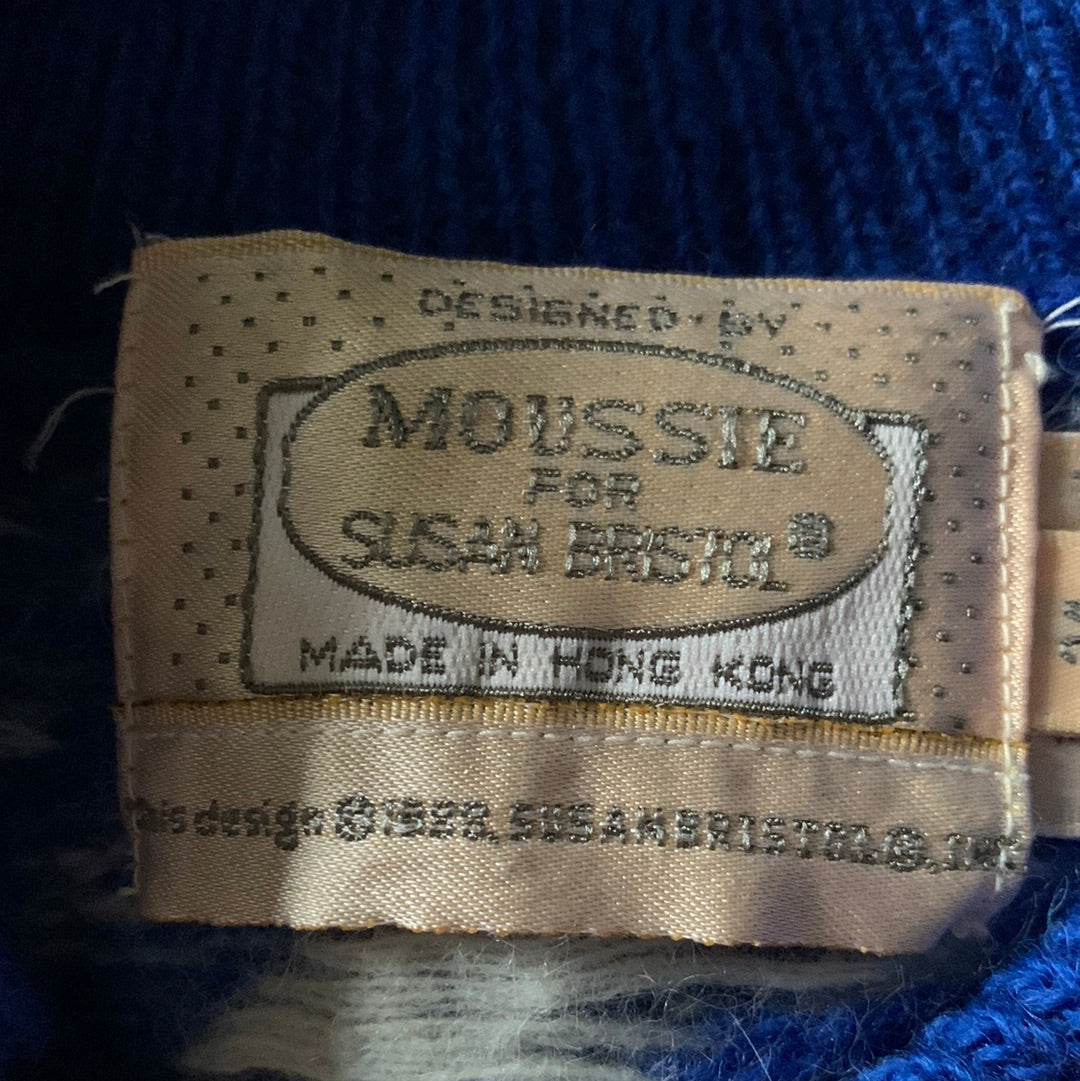 DESIGNED·BY
MOUSSIE
FOR
SUSAN BRISTOL®
MADE IN HONG KONG
This design © 1988, SUSAN BRISTOL®, INC.